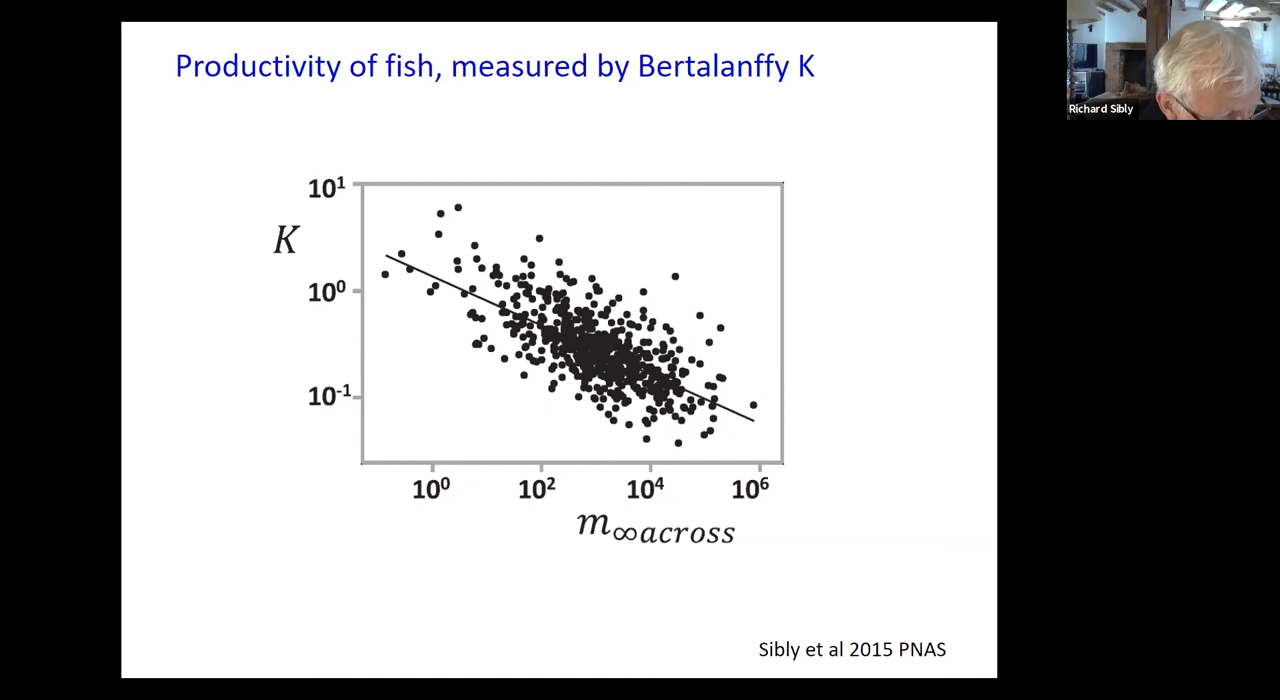 Productivity of fish, measured by Bertalanffy K
Richard Sibly
10¹
K
10⁰
10⁻¹
10⁰ 10² 10⁴ 10⁶
m∞across
Sibly et al 2015 PNAS